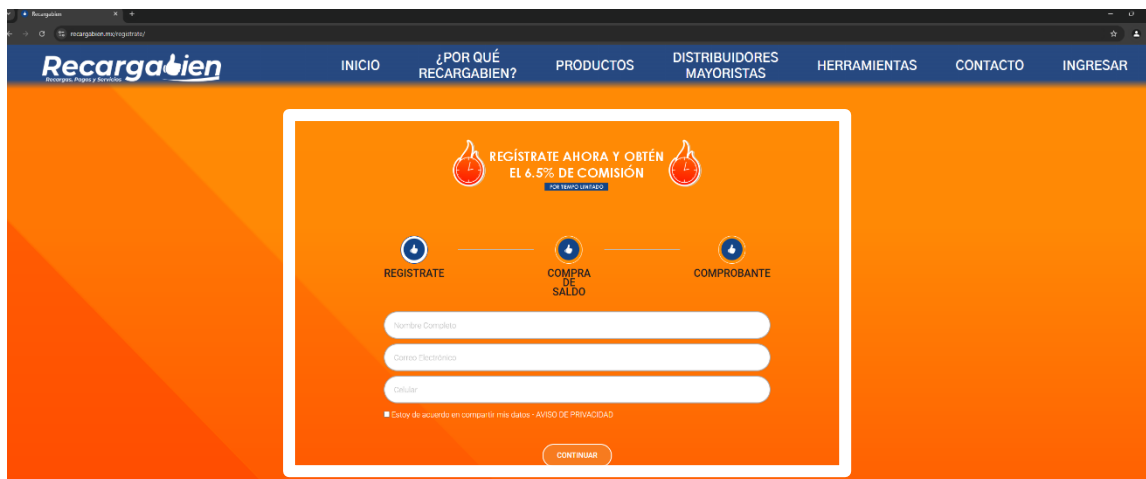 Recargabien
recargabien.mx/registrate/
Recargabien
Recargas, Pagos y Servicios
INICIO
¿POR QUÉ
RECARGABIEN?
PRODUCTOS
DISTRIBUIDORES
MAYORISTAS
HERRAMIENTAS
CONTACTO
INGRESAR
REGÍSTRATE AHORA Y OBTÉN
EL 6.5% DE COMISIÓN
POR TIEMPO LIMITADO
REGISTRATE
COMPRA
DE
SALDO
COMPROBANTE
Nombre Completo
Correo Electrónico
Celular
Estoy de acuerdo en compartir mis datos - AVISO DE PRIVACIDAD
CONTINUAR